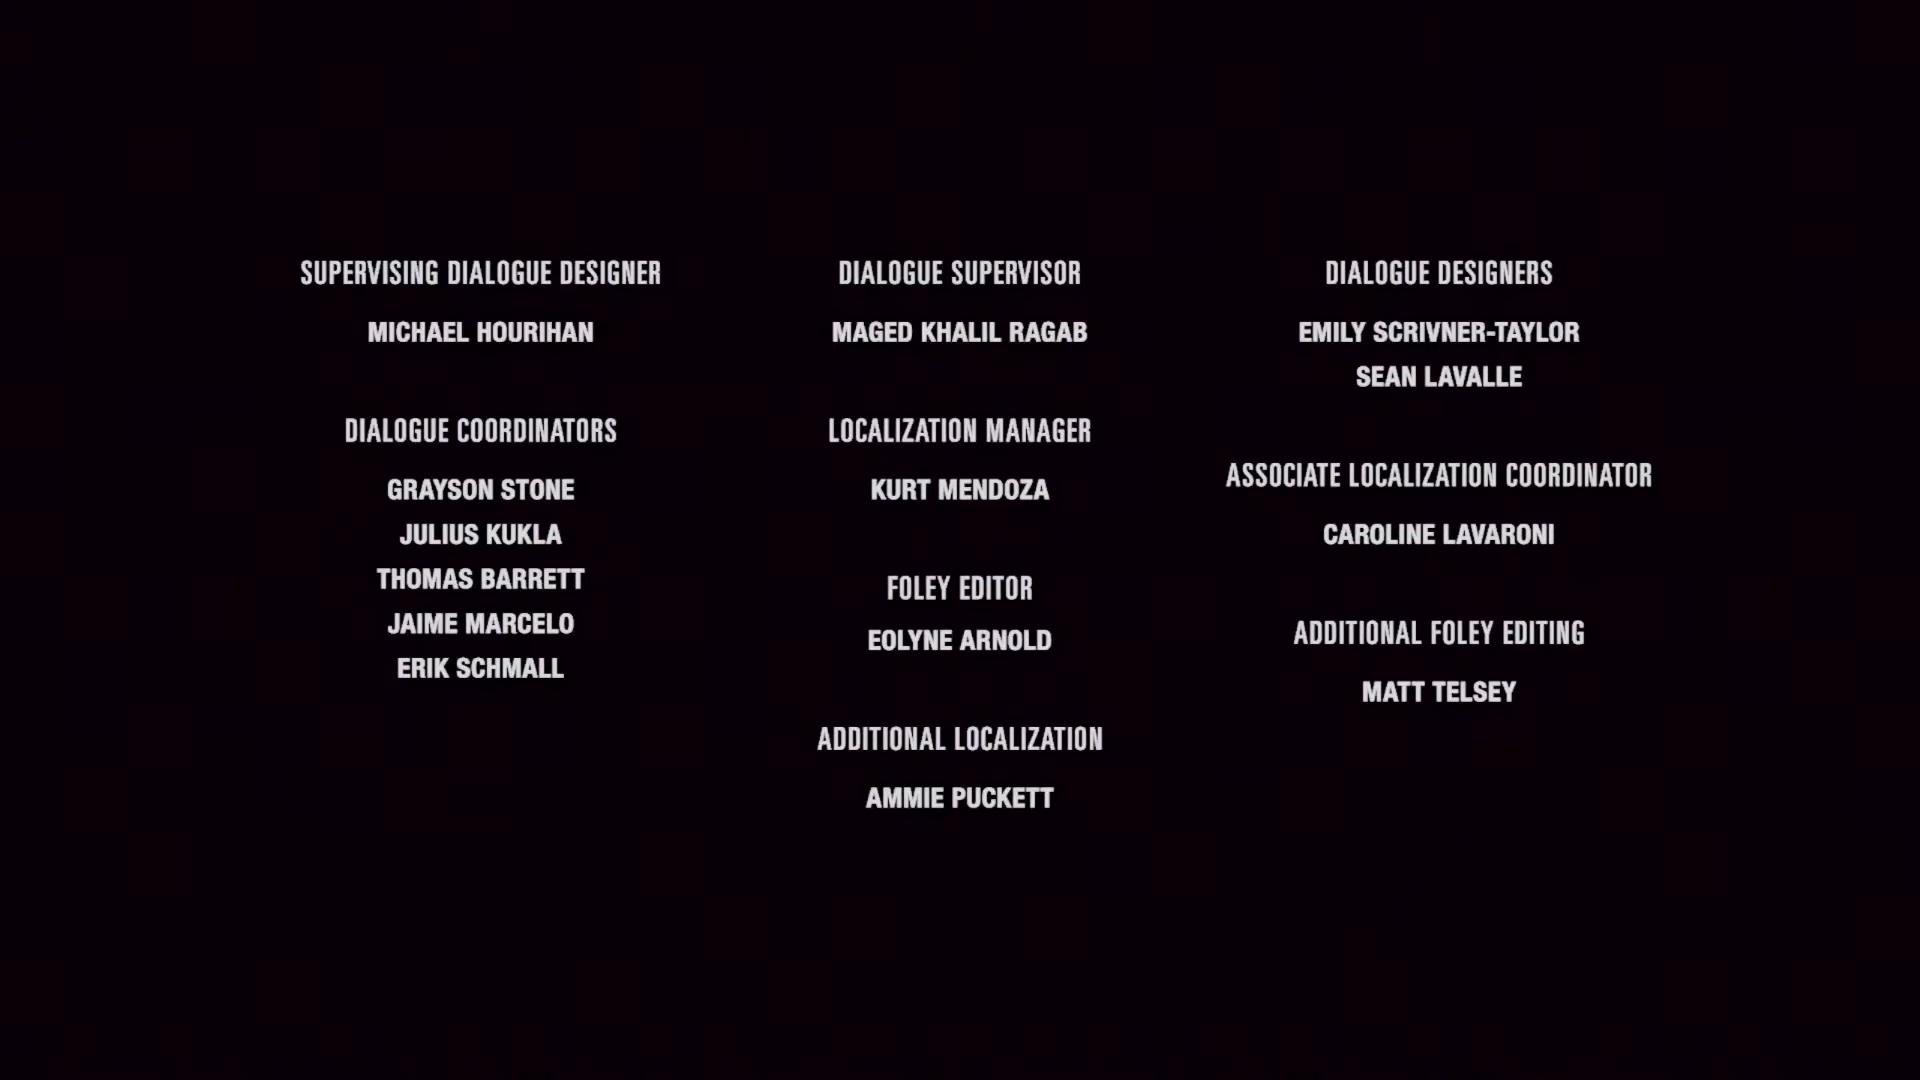 SUPERVISING DIALOGUE DESIGNER
MICHAEL HOURIHAN
DIALOGUE COORDINATORS
GRAYSON STONE
JULIUS KUKLA
THOMAS BARRETT
JAIME MARCELO
ERIK SCHMALL
DIALOGUE SUPERVISOR
MAGED KHALIL RAGAB
LOCALIZATION MANAGER
KURT MENDOZA
FOLEY EDITOR
EOLYNE ARNOLD
ADDITIONAL LOCALIZATION
AMMIE PUCKETT
DIALOGUE DESIGNERS
EMILY SCRIVNER-TAYLOR
SEAN LAVALLE
ASSOCIATE LOCALIZATION COORDINATOR
CAROLINE LAVARONI
ADDITIONAL FOLEY EDITING
MATT TELSEY